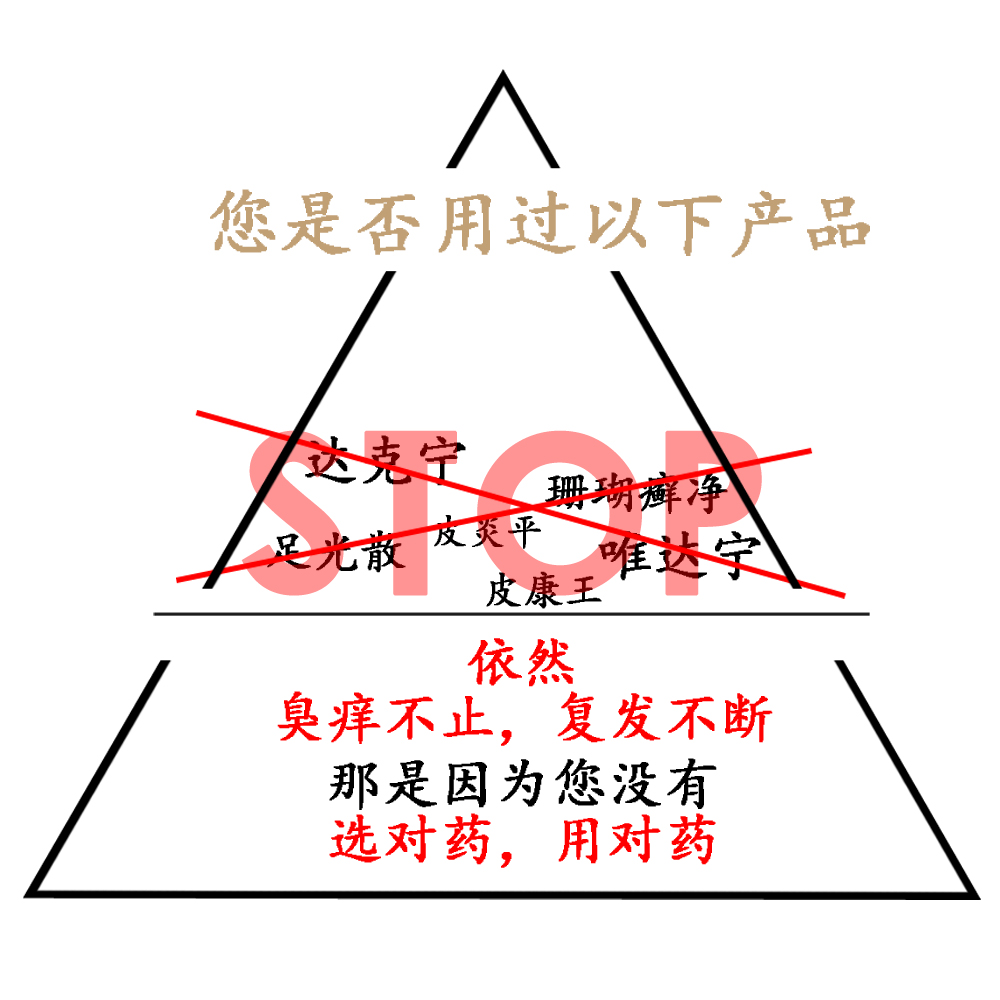 您是否用过以下产品
达克宁
珊瑚癣净
足光散
皮炎平
唯达宁
皮康王
STOP
依然
臭痒不止，复发不断
那是因为您没有
选对药，用对药